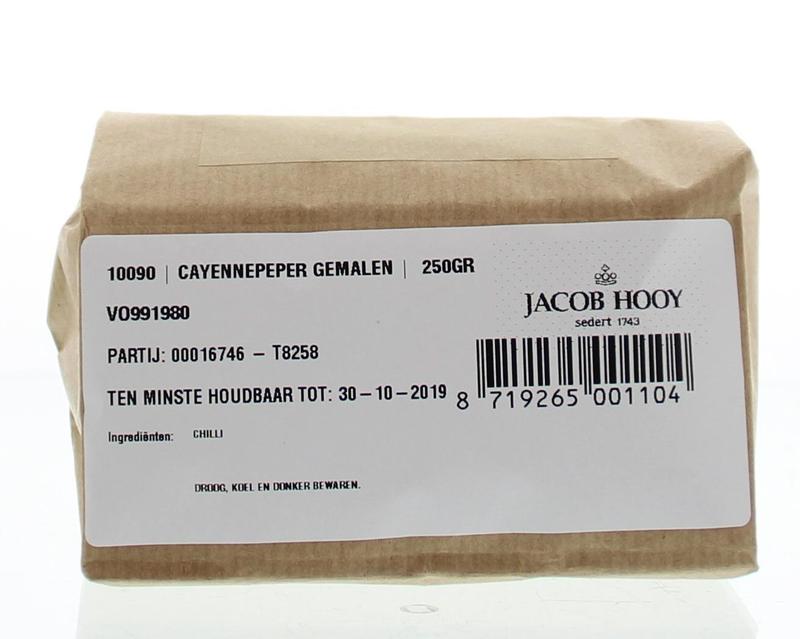 10090 | CAYENNEPEPER GEMALEN | 250GR
VO991980
PARTIJ: 00016746 – T8258
TEN MINSTE HOUDBAAR TOT: 30–10–2019
Ingrediënten: CHILLI
DROOG, KOEL EN DONKER BEWAREN.
JACOB HOOY
sedert 1743
8 719265 001104